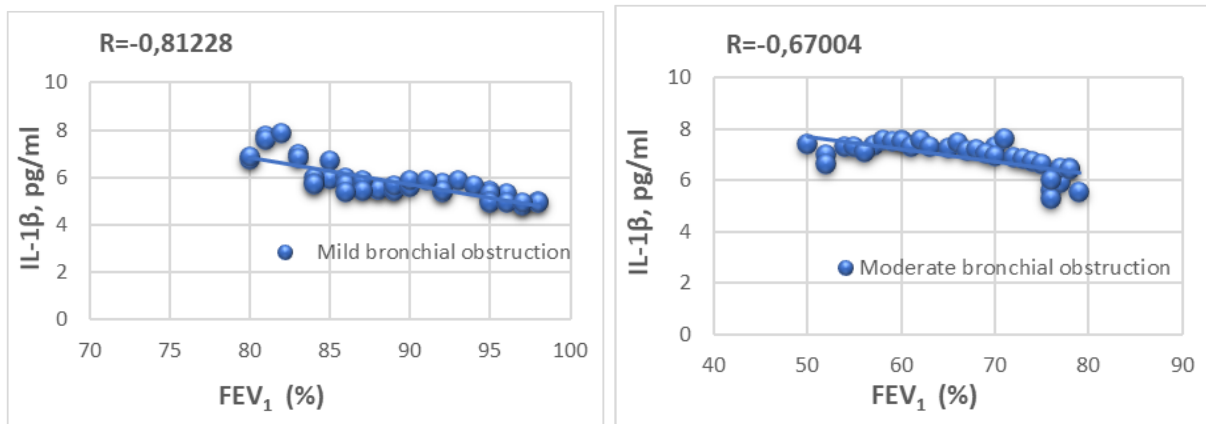 R=-0,81228
IL-1β, pg/ml
10
8
6
4
2
0
Mild bronchial obstruction
70 75 80 85 90 95 100
FEV₁ (%)
R=-0,67004
IL-1β, pg/ml
10
8
6
4
2
0
Moderate bronchial obstruction
40 50 60 70 80 90
FEV₁ (%)